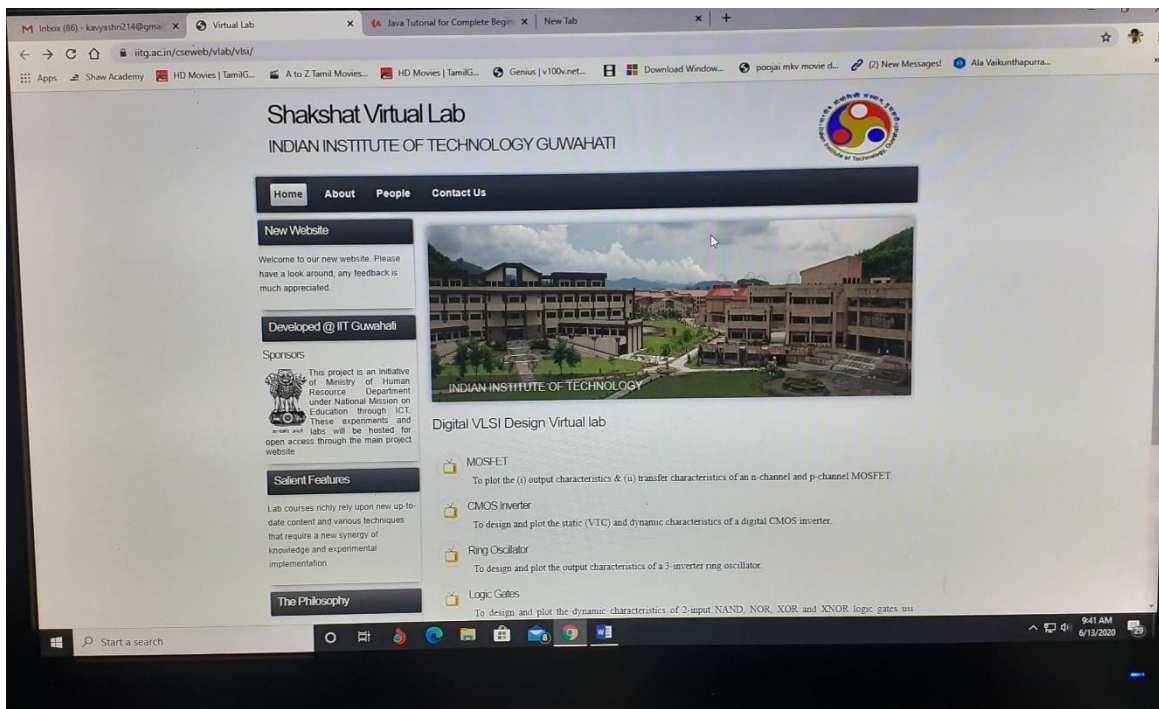 Inbox (86) - kavyashri214@gmai
Virtual Lab
Java Tutorial for Complete Begin
New Tab
iitg.ac.in/cseweb/vlab/vlsi/
Apps
Shaw Academy
HD Movies | TamilG...
A to Z Tamil Movies...
HD Movies | TamilG...
Genius | v100v.net...
Download Window...
poojai mkv movie d...
(2) New Messages!
Ala Vaikunthapurra...
Shakshat Virtual Lab
INDIAN INSTITUTE OF TECHNOLOGY GUWAHATI
Home About People Contact Us
New Website
Welcome to our new website. Please
have a look around, any feedback is
much appreciated.
Developed @ IIT Guwahati
Sponsors
This project is an initiative
of Ministry of Human
Resource Department
under National Mission on
Education through ICT.
These experiments and
labs will be hosted for
open access through the main project
website
Salient Features
Lab courses richly rely upon new up-to-
date content and various techniques
that require a new synergy of
knowledge and experimental
implementation.
The Philosophy
INDIAN INSTITUTE OF TECHNOLOGY
Digital VLSI Design Virtual lab
MOSFET
To plot the (i) output characteristics & (ii) transfer characteristics of an n-channel and p-channel MOSFET.
CMOS Inverter
To design and plot the static (VTC) and dynamic characteristics of a digital CMOS inverter.
Ring Oscillator
To design and plot the output characteristics of a 3-inverter ring oscillator.
Logic Gates
To design and plot the dynamic characteristics of 2-input NAND, NOR, XOR and XNOR logic gates usi
Start a search
8
9:41 AM
6/13/2020
29